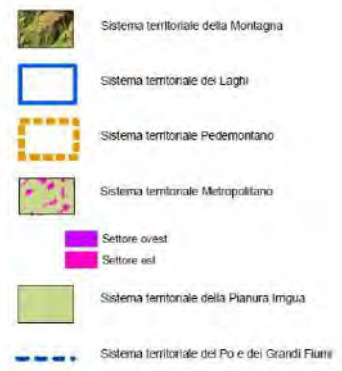 Sistema territoriale della Montagna
Sistema territoriale dei Laghi
Sistema territoriale Pedemontano
Sistema territoriale Metropolitano
Settore ovest
Settore est
Sistema territoriale della Pianura Irrigua
Sistema territoriale del Po e dei Grandi Fiumi